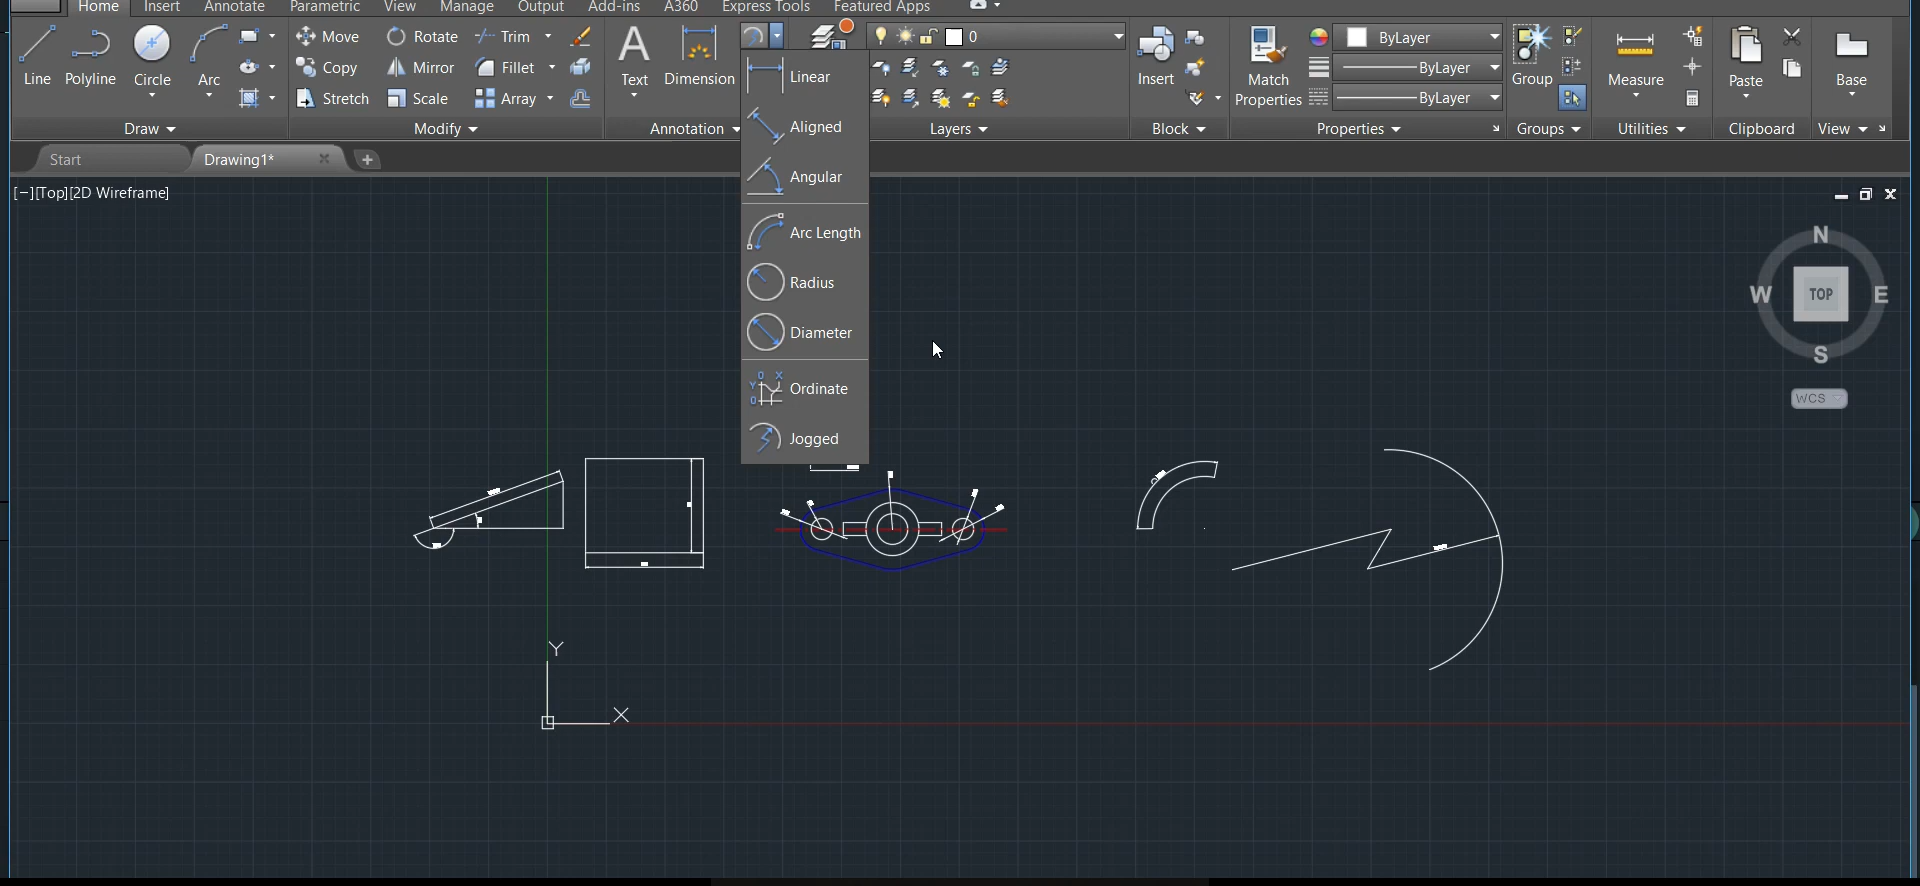 Home Insert Annotate Parametric View Manage Output Add-ins A360 Express Tools Featured Apps
Line
Polyline
Circle
Arc
Draw
Move
Copy
Stretch
Rotate
Mirror
Scale
Trim
Fillet
Array
Modify
Text
Dimension
Annotation
Linear
Aligned
Angular
Arc Length
Radius
Diameter
Ordinate
Jogged
0
Layers
Insert
Block
Match
Properties
ByLayer
ByLayer
ByLayer
Properties
Group
Groups
Measure
Utilities
Paste
Clipboard
Base
View
Start
Drawing1*
[−][Top][2D Wireframe]
N
W
TOP
E
S
WCS
Y
X